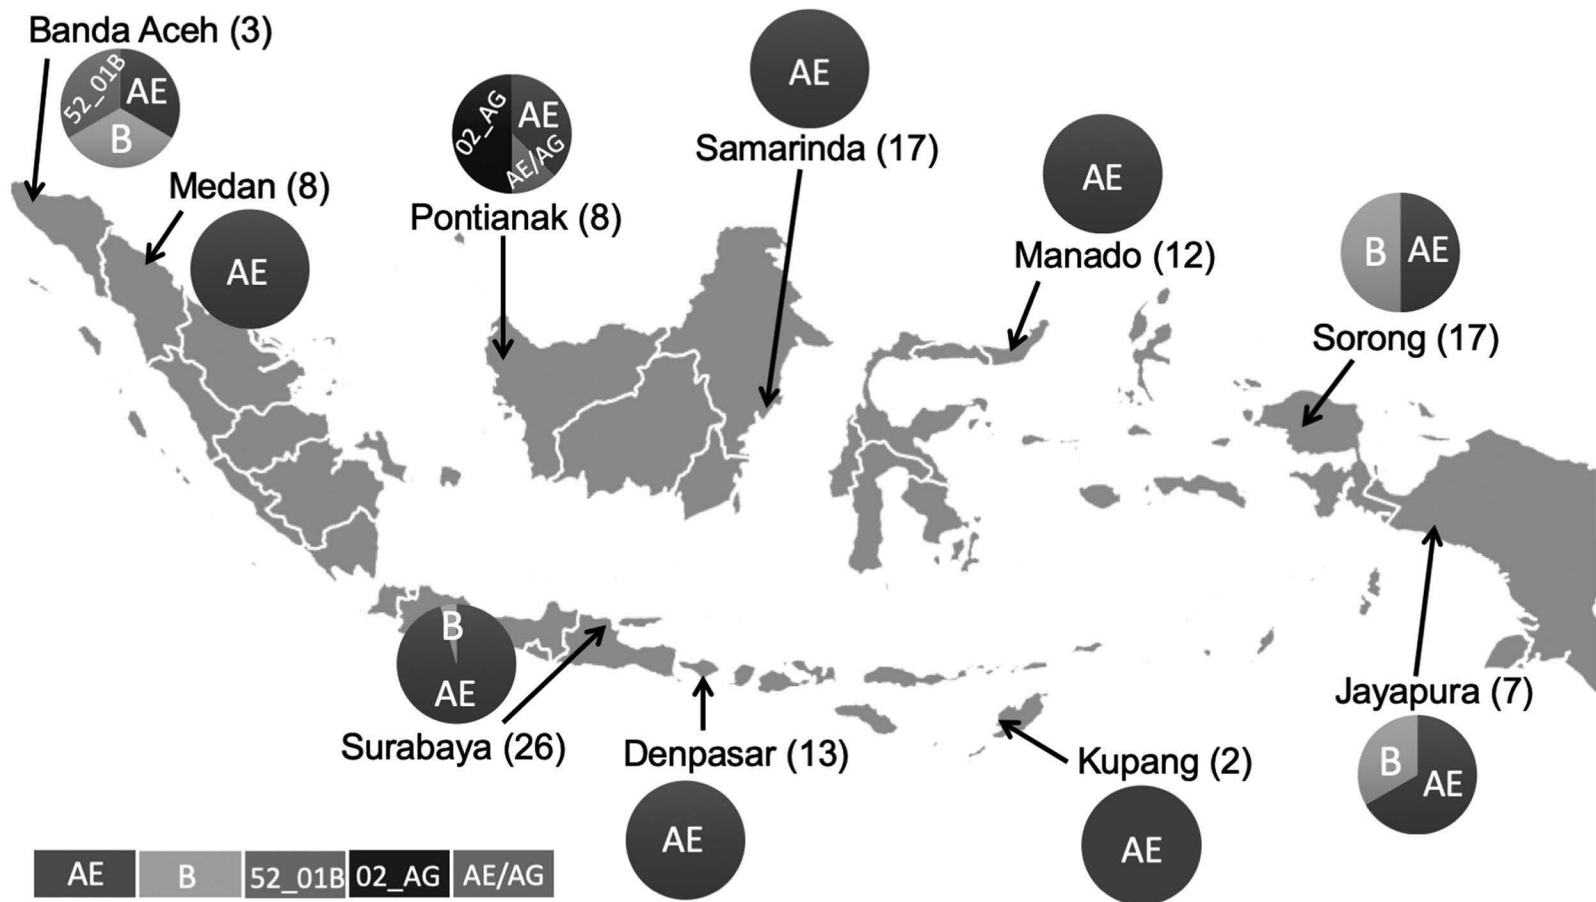 Banda Aceh (3)
52_01B
AE
B
Medan (8)
AE
02_AG
AE
AE/AG
Pontianak (8)
AE
Samarinda (17)
AE
Manado (12)
B
AE
Sorong (17)
B
AE
Surabaya (26)
Denpasar (13)
AE
Kupang (2)
AE
Jayapura (7)
B
AE
AE
B
52_01B
02_AG
AE/AG